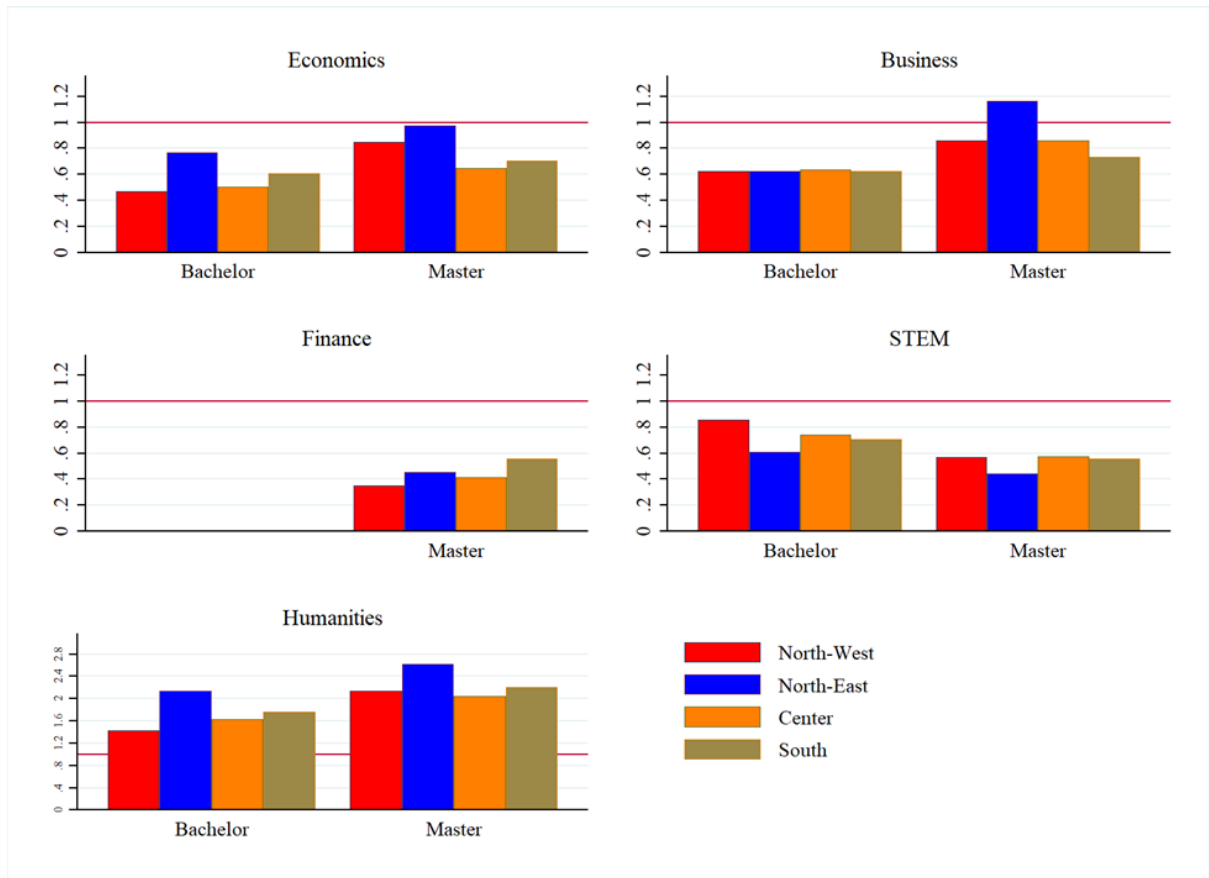 Economics
1.2
1
.8
.6
.4
.2
0
Bachelor Master
Business
1.2
1
.8
.6
.4
.2
0
Bachelor Master
Finance
1.2
1
.8
.6
.4
.2
0
Master
STEM
1.2
1
.8
.6
.4
.2
0
Bachelor Master
Humanities
2.8
2.4
2
1.6
1.2
.8
.4
0
Bachelor Master
North-West
North-East
Center
South